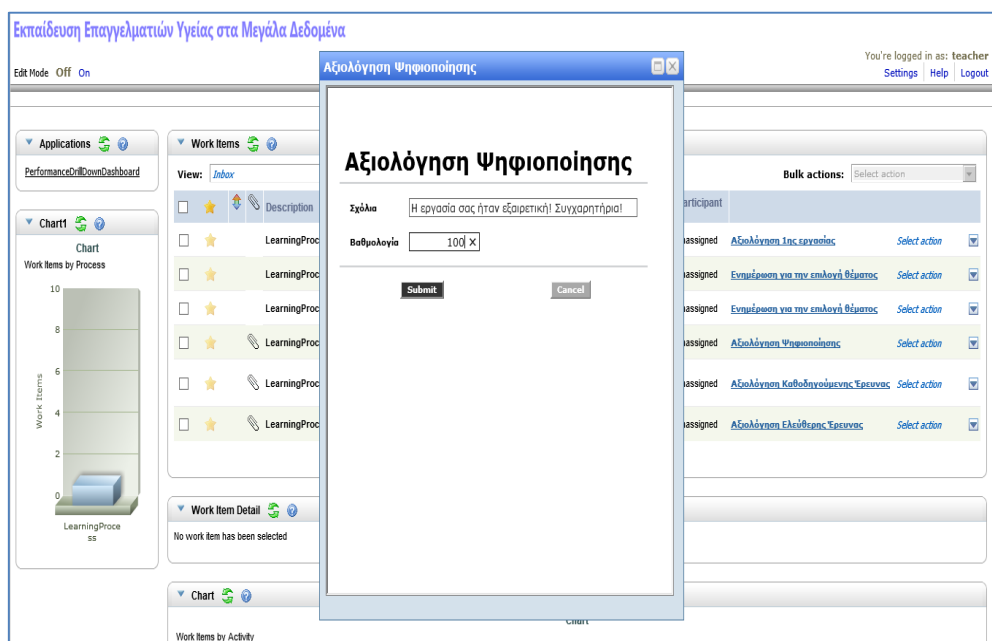 Εκπαίδευση Επαγγελματιών Υγείας στα Μεγάλα Δεδομένα
You're logged in as: teacher
Edit Mode Off On
Settings Help Logout
Applications
PerformanceDrillDownDashboard
Chart1
Chart
Work Items by Process
10
8
6
4
2
0
Work Items
LearningProce
ss
Work Items
View: Inbox
Bulk actions: Select action
Description
articipant
LearningProc
assigned Αξιολόγηση 1ης εργασίας Select action
LearningProc
assigned Ενημέρωση για την επιλογή θέματος Select action
LearningProc
assigned Ενημέρωση για την επιλογή θέματος Select action
LearningProc
assigned Αξιολόγηση Ψηφιοποίησης Select action
LearningProc
assigned Αξιολόγηση Καθοδηγούμενης Έρευνας Select action
LearningProc
assigned Αξιολόγηση Ελεύθερης Έρευνας Select action
Αξιολόγηση Ψηφιοποίησης
Αξιολόγηση Ψηφιοποίησης
Σχόλια Η εργασία σας ήταν εξαιρετική! Συγχαρητήρια!
Βαθμολογία 100
Submit Cancel
Work Item Detail
No work item has been selected
Chart
Chart
Work Items by Activity